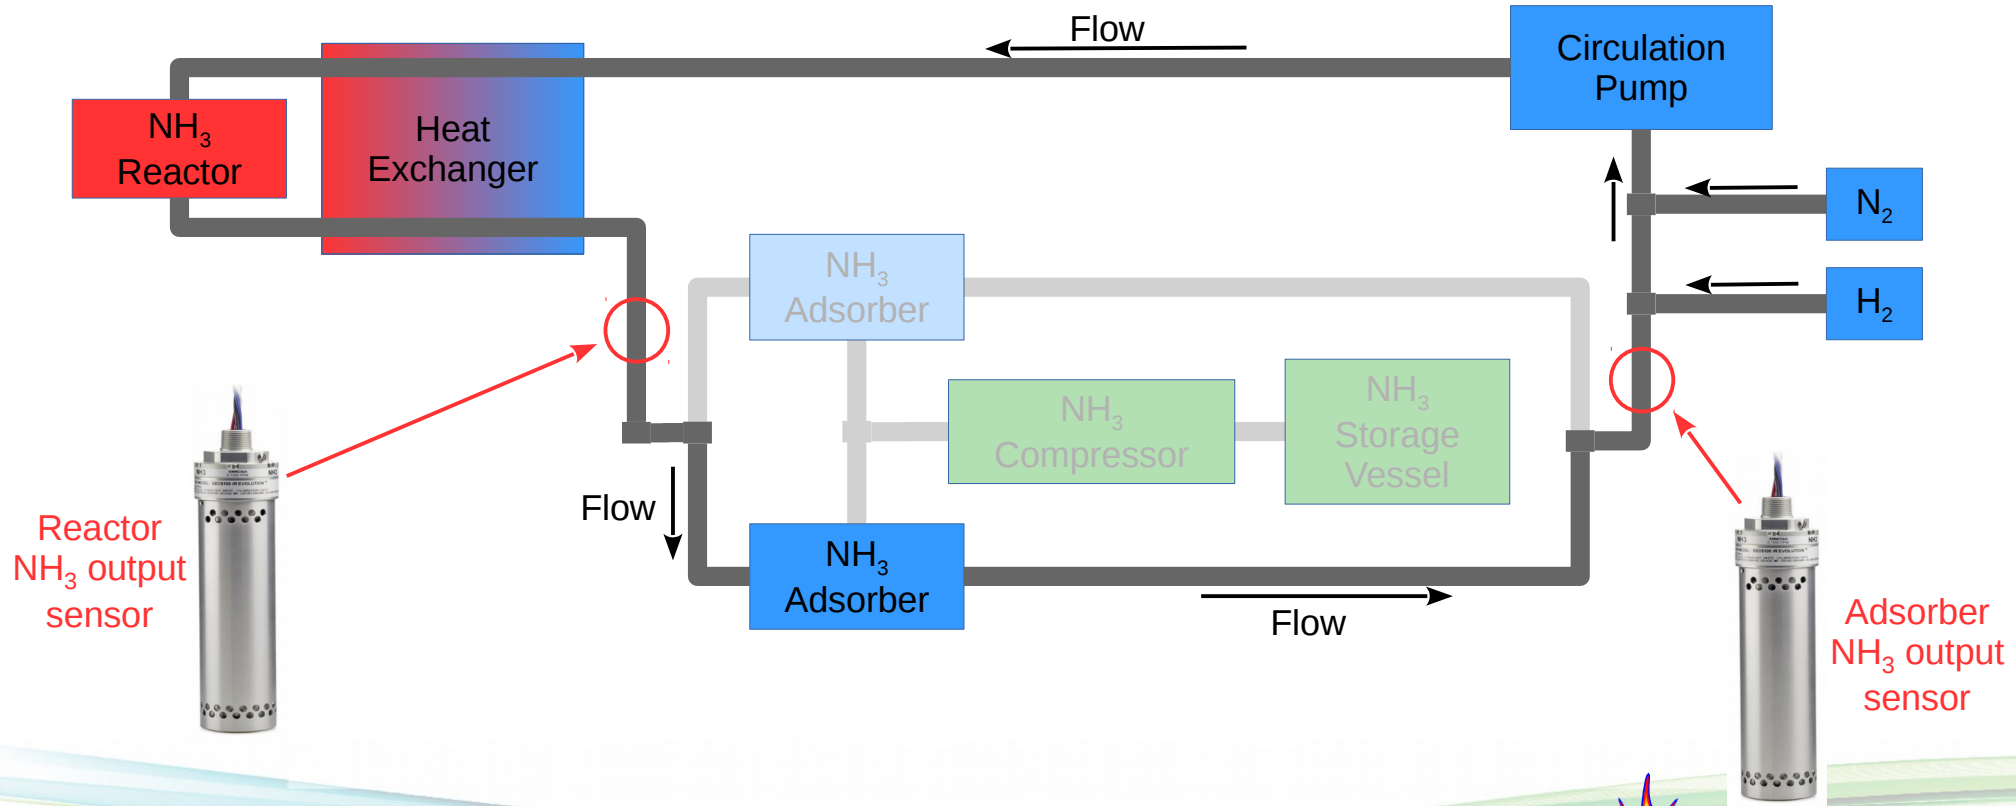 Flow
Circulation
Pump
NH3
Reactor
Heat
Exchanger
N2
H2
NH3
Adsorber
NH3
Compressor
NH3
Storage
Vessel
Flow
NH3
Adsorber
Flow
Reactor
NH3 output
sensor
Adsorber
NH3 output
sensor